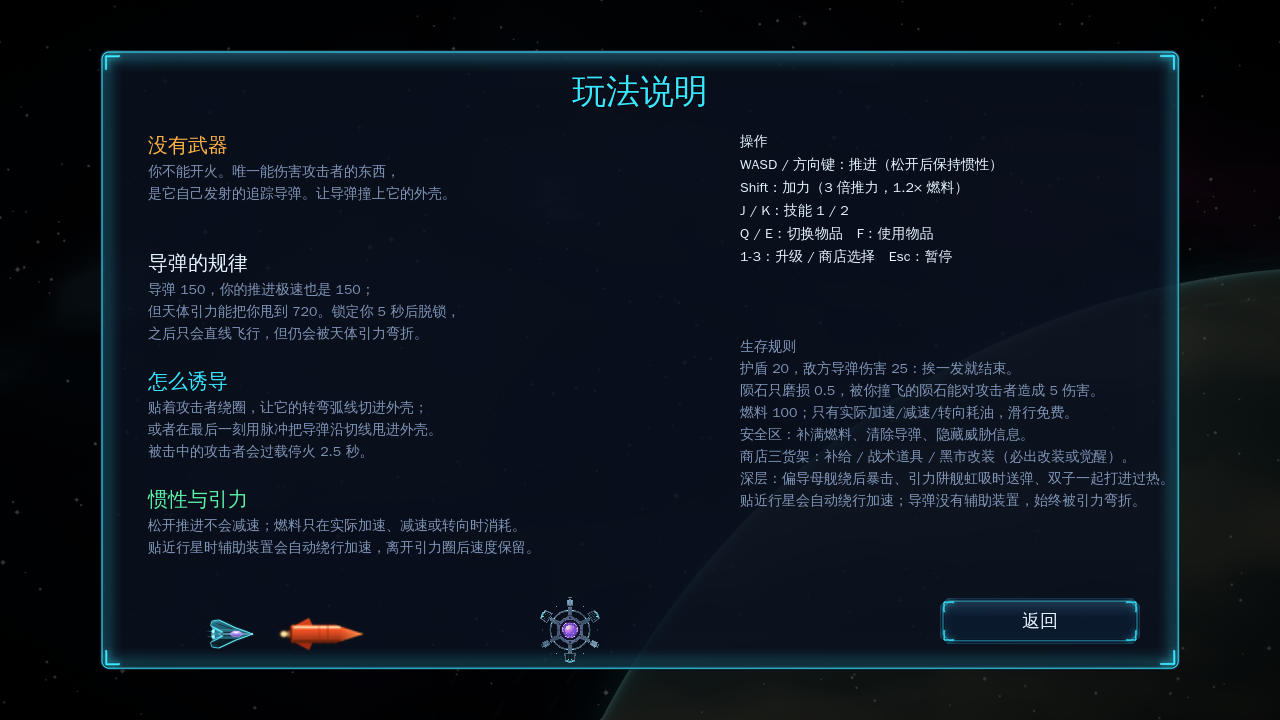 玩法说明
没有武器
你不能开火。唯一能伤害攻击者的东西，
是它自己发射的追踪导弹。让导弹撞上它的外壳。
导弹的规律
导弹 150，你的推进极速也是 150；
但天体引力能把你甩到 720。锁定你 5 秒后脱锁，
之后只会直线飞行，但仍会被天体引力弯折。
怎么诱导
贴着攻击者绕圈，让它的转弯弧线切进外壳；
或者在最后一刻用脉冲把导弹沿切线甩进外壳。
被击中的攻击者会过载停火 2.5 秒。
惯性与引力
松开推进不会减速；燃料只在实际加速、减速或转向时消耗。
贴近行星时辅助装置会自动绕行加速，离开引力圈后速度保留。
操作
WASD / 方向键：推进（松开后保持惯性）
Shift：加力（3 倍推力，1.2× 燃料）
J / K：技能 1 / 2
Q / E：切换物品　F：使用物品
1-3：升级 / 商店选择　Esc：暂停
生存规则
护盾 20，敌方导弹伤害 25：挨一发就结束。
陨石只磨损 0.5，被你撞飞的陨石能对攻击者造成 5 伤害。
燃料 100；只有实际加速/减速/转向耗油，滑行免费。
安全区：补满燃料、清除导弹、隐藏威胁信息。
商店三货架：补给 / 战术道具 / 黑市改装（必出改装或觉醒）。
深层：偏导母舰绕后暴击、引力阱舰虹吸时送弹、双子一起打进过热。
贴近行星会自动绕行加速；导弹没有辅助装置，始终被引力弯折。
返回